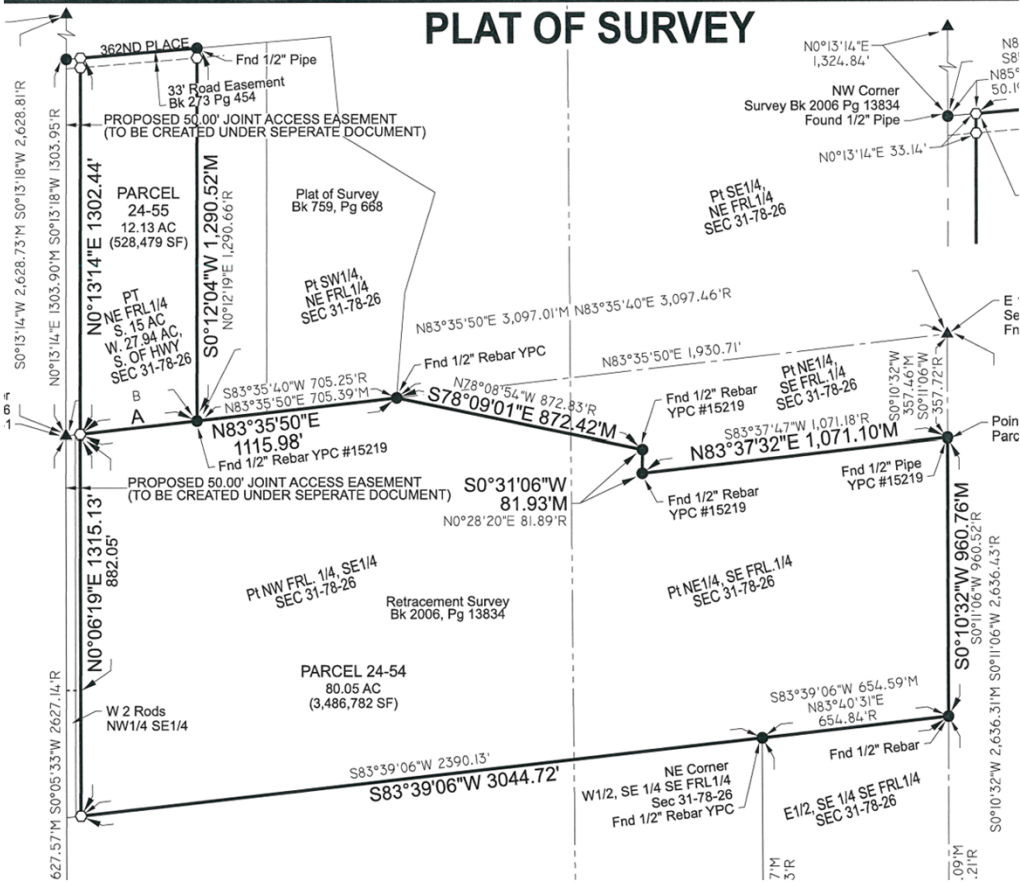 PLAT OF SURVEY
362ND PLACE
Fnd 1/2" Pipe
33' Road Easement
Bk 273 Pg 454
PROPOSED 50.00' JOINT ACCESS EASEMENT
(TO BE CREATED UNDER SEPERATE DOCUMENT)
S0°13'14"W 2,628.73'M S0°13'18"W 2,628.81'R
N0°13'14"E 1303.90'M S0°13'18"W 1303.95'R
N0°13'14"E 1302.44'
PARCEL
24-55
12.13 AC
(528,479 SF)
S0°12'04"W 1,290.52'M
N0°12'19"E 1,290.66'R
Plat of Survey
Bk 759, Pg 668
PT
NE FRL1/4
S. 15 AC
W. 27.94 AC,
S. OF HWY
SEC 31-78-26
Pt SW1/4,
NE FRL1/4
SEC 31-78-26
Pt SE1/4,
NE FRL1/4
SEC 31-78-26
N0°13'14"E
1,324.84'
NW Corner
Survey Bk 2006 Pg 13834
Found 1/2" Pipe
N0°13'14"E 33.14'
N85°
N83°35'50"E 3,097.01'M N83°35'40"E 3,097.46'R
N83°35'50"E 1,930.71'
Fnd 1/2" Rebar YPC
B
A
S83°35'40"W 705.25'R
N83°35'50"E 705.39'M
N83°35'50"E
1115.98'
Fnd 1/2" Rebar YPC #15219
N78°08'54"W 872.83'R
S78°09'01"E 872.42'M
Fnd 1/2" Rebar
YPC #15219
Pt NE1/4,
SE FRL.1/4
SEC 31-78-26
S0°10'32"W
357.46'M
S0°11'06"W
357.72'R
S83°37'47"W 1,071.18'R
N83°37'32"E 1,071.10'M
Fnd 1/2" Pipe
YPC #15219
S0°31'06"W
81.93'M
N0°28'20"E 81.89'R
Fnd 1/2" Rebar
YPC #15219
PROPOSED 50.00' JOINT ACCESS EASEMENT
(TO BE CREATED UNDER SEPERATE DOCUMENT)
N0°06'19"E 1315.13'
882.05'
Pt NW FRL. 1/4, SE1/4
SEC 31-78-26
Retracement Survey
Bk 2006, Pg 13834
Pt NE1/4, SE FRL.1/4
SEC 31-78-26
S0°10'32"W 960.76'M
S0°11'06"W 960.52'R
S0°10'32"W 2,636.31'M S0°11'06"W 2,636.43'R
PARCEL 24-54
80.05 AC
(3,486,782 SF)
W 2 Rods
NW1/4 SE1/4
627.57'M S0°05'33"W 2627.14'R
S83°39'06"W 654.59'M
N83°40'31"E
654.84'R
Fnd 1/2" Rebar
S83°39'06"W 2390.13'
S83°39'06"W 3044.72'
NE Corner
W1/2, SE 1/4 SE FRL1/4
Sec 31-78-26
Fnd 1/2" Rebar YPC
E1/2, SE 1/4 SE FRL1/4
SEC 31-78-26